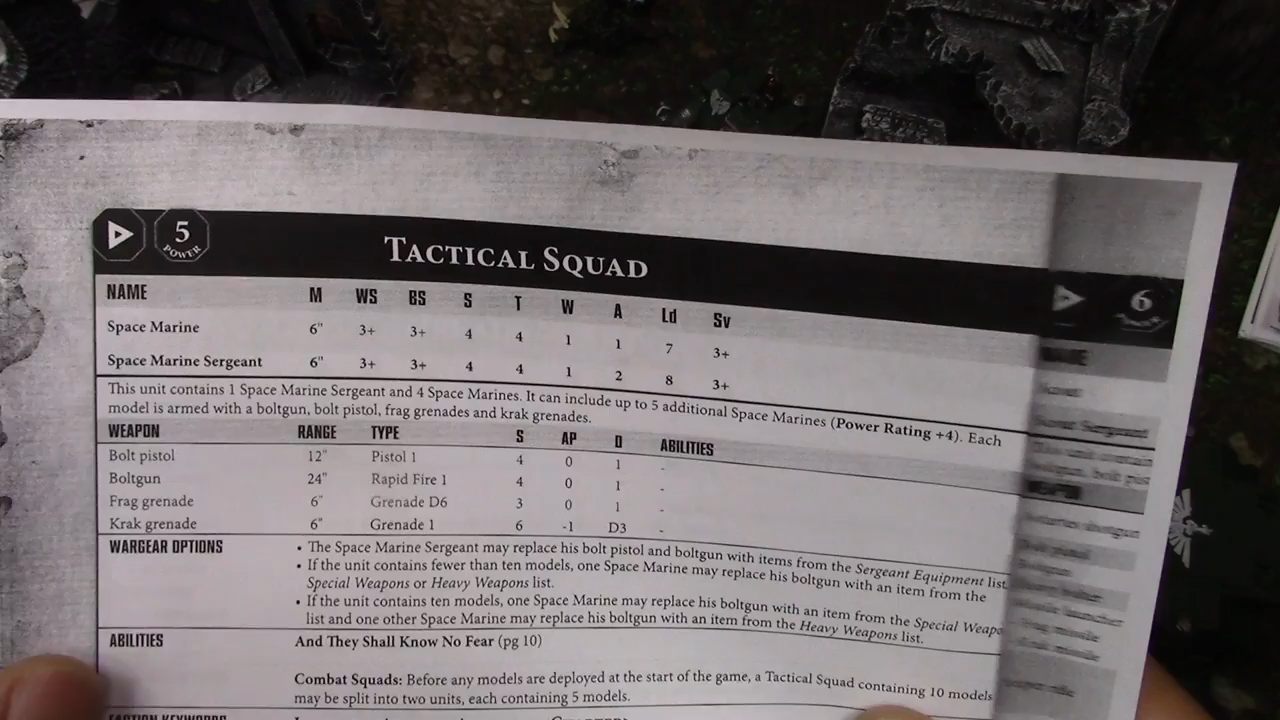 5
POWER
TACTICAL SQUAD
6
NAME M WS BS S T W A Ld Sv
Space Marine 6" 3+ 3+ 4 4 1 1 7 3+
Space Marine Sergeant 6" 3+ 3+ 4 4 1 2 8 3+
This unit contains 1 Space Marine Sergeant and 4 Space Marines. It can include up to 5 additional Space Marines (Power Rating +4). Each
model is armed with a boltgun, bolt pistol, frag grenades and krak grenades.
WEAPON RANGE TYPE S AP D ABILITIES
Bolt pistol 12" Pistol 1 4 0 1 -
Boltgun 24" Rapid Fire 1 4 0 1 -
Frag grenade 6" Grenade D6 3 0 1 -
Krak grenade 6" Grenade 1 6 -1 D3 -
WARGEAR OPTIONS
• The Space Marine Sergeant may replace his bolt pistol and boltgun with items from the Sergeant Equipment list
• If the unit contains fewer than ten models, one Space Marine may replace his boltgun with an item from the
Special Weapons or Heavy Weapons list.
• If the unit contains ten models, one Space Marine may replace his boltgun with an item from the Special Weapo
list and one other Space Marine may replace his boltgun with an item from the Heavy Weapons list.
ABILITIES
And They Shall Know No Fear (pg 10)
Combat Squads: Before any models are deployed at the start of the game, a Tactical Squad containing 10 models
may be split into two units, each containing 5 models.